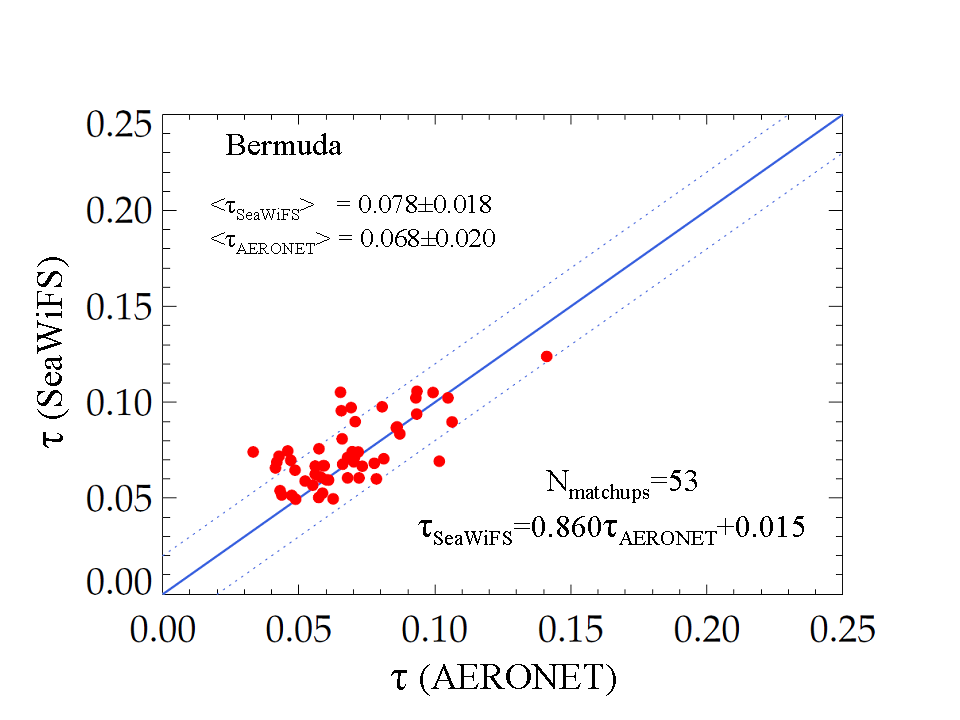 0.25
0.20
0.15
0.10
0.05
0.00
τ (SeaWiFS)
Bermuda
<τSeaWiFS> = 0.078±0.018
<τAERONET> = 0.068±0.020
Nmatchups=53
τSeaWiFS=0.860τAERONET+0.015
0.00 0.05 0.10 0.15 0.20 0.25
τ (AERONET)